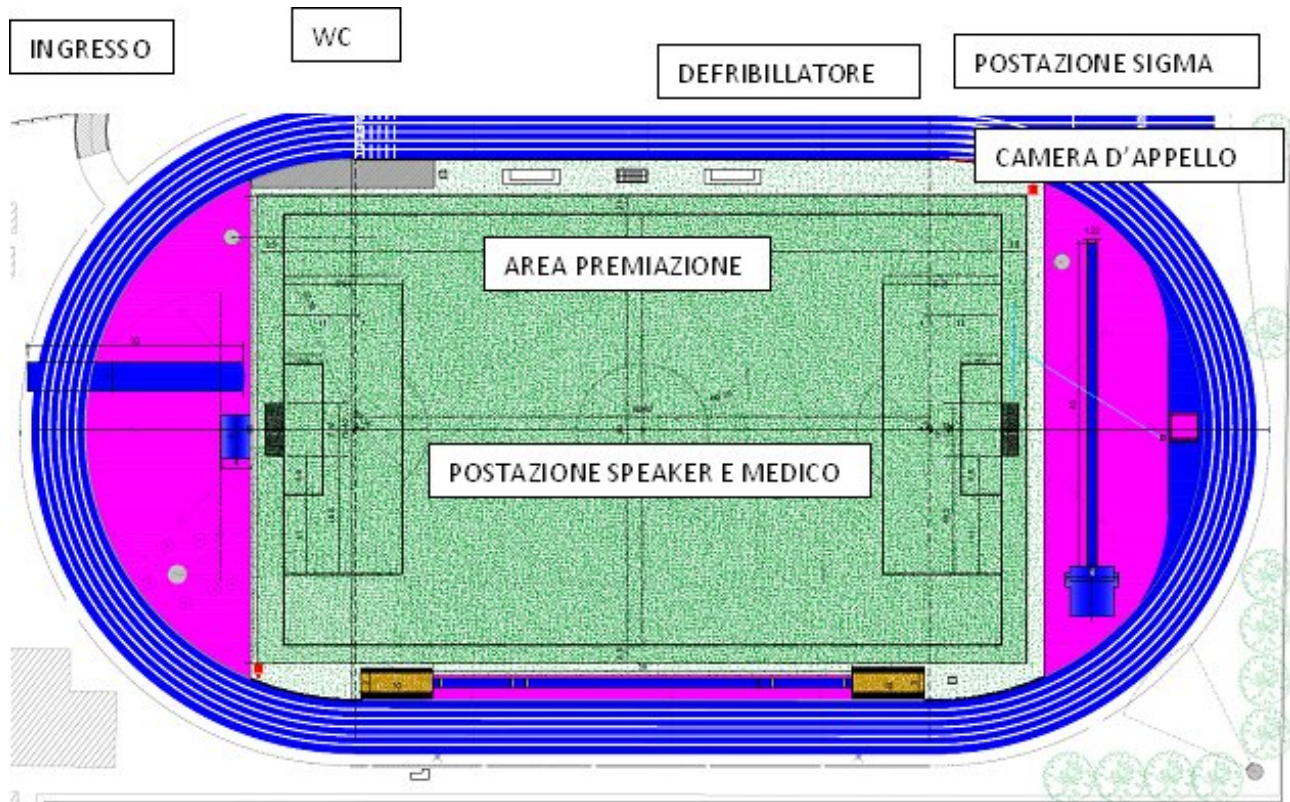 INGRESSO
WC
DEFRIBILLATORE
POSTAZIONE SIGMA
CAMERA D'APPELLO
AREA PREMIAZIONE
POSTAZIONE SPEAKER E MEDICO